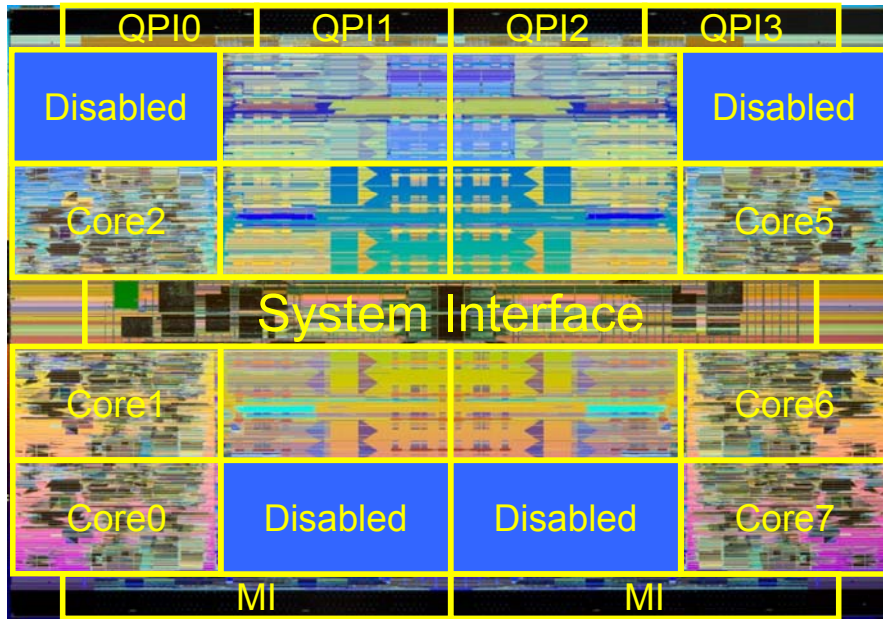 QPI0 QPI1 QPI2 QPI3
Disabled Disabled
Core2 Core5
System Interface
Core1 Core6
Core0 Disabled Disabled Core7
MI MI